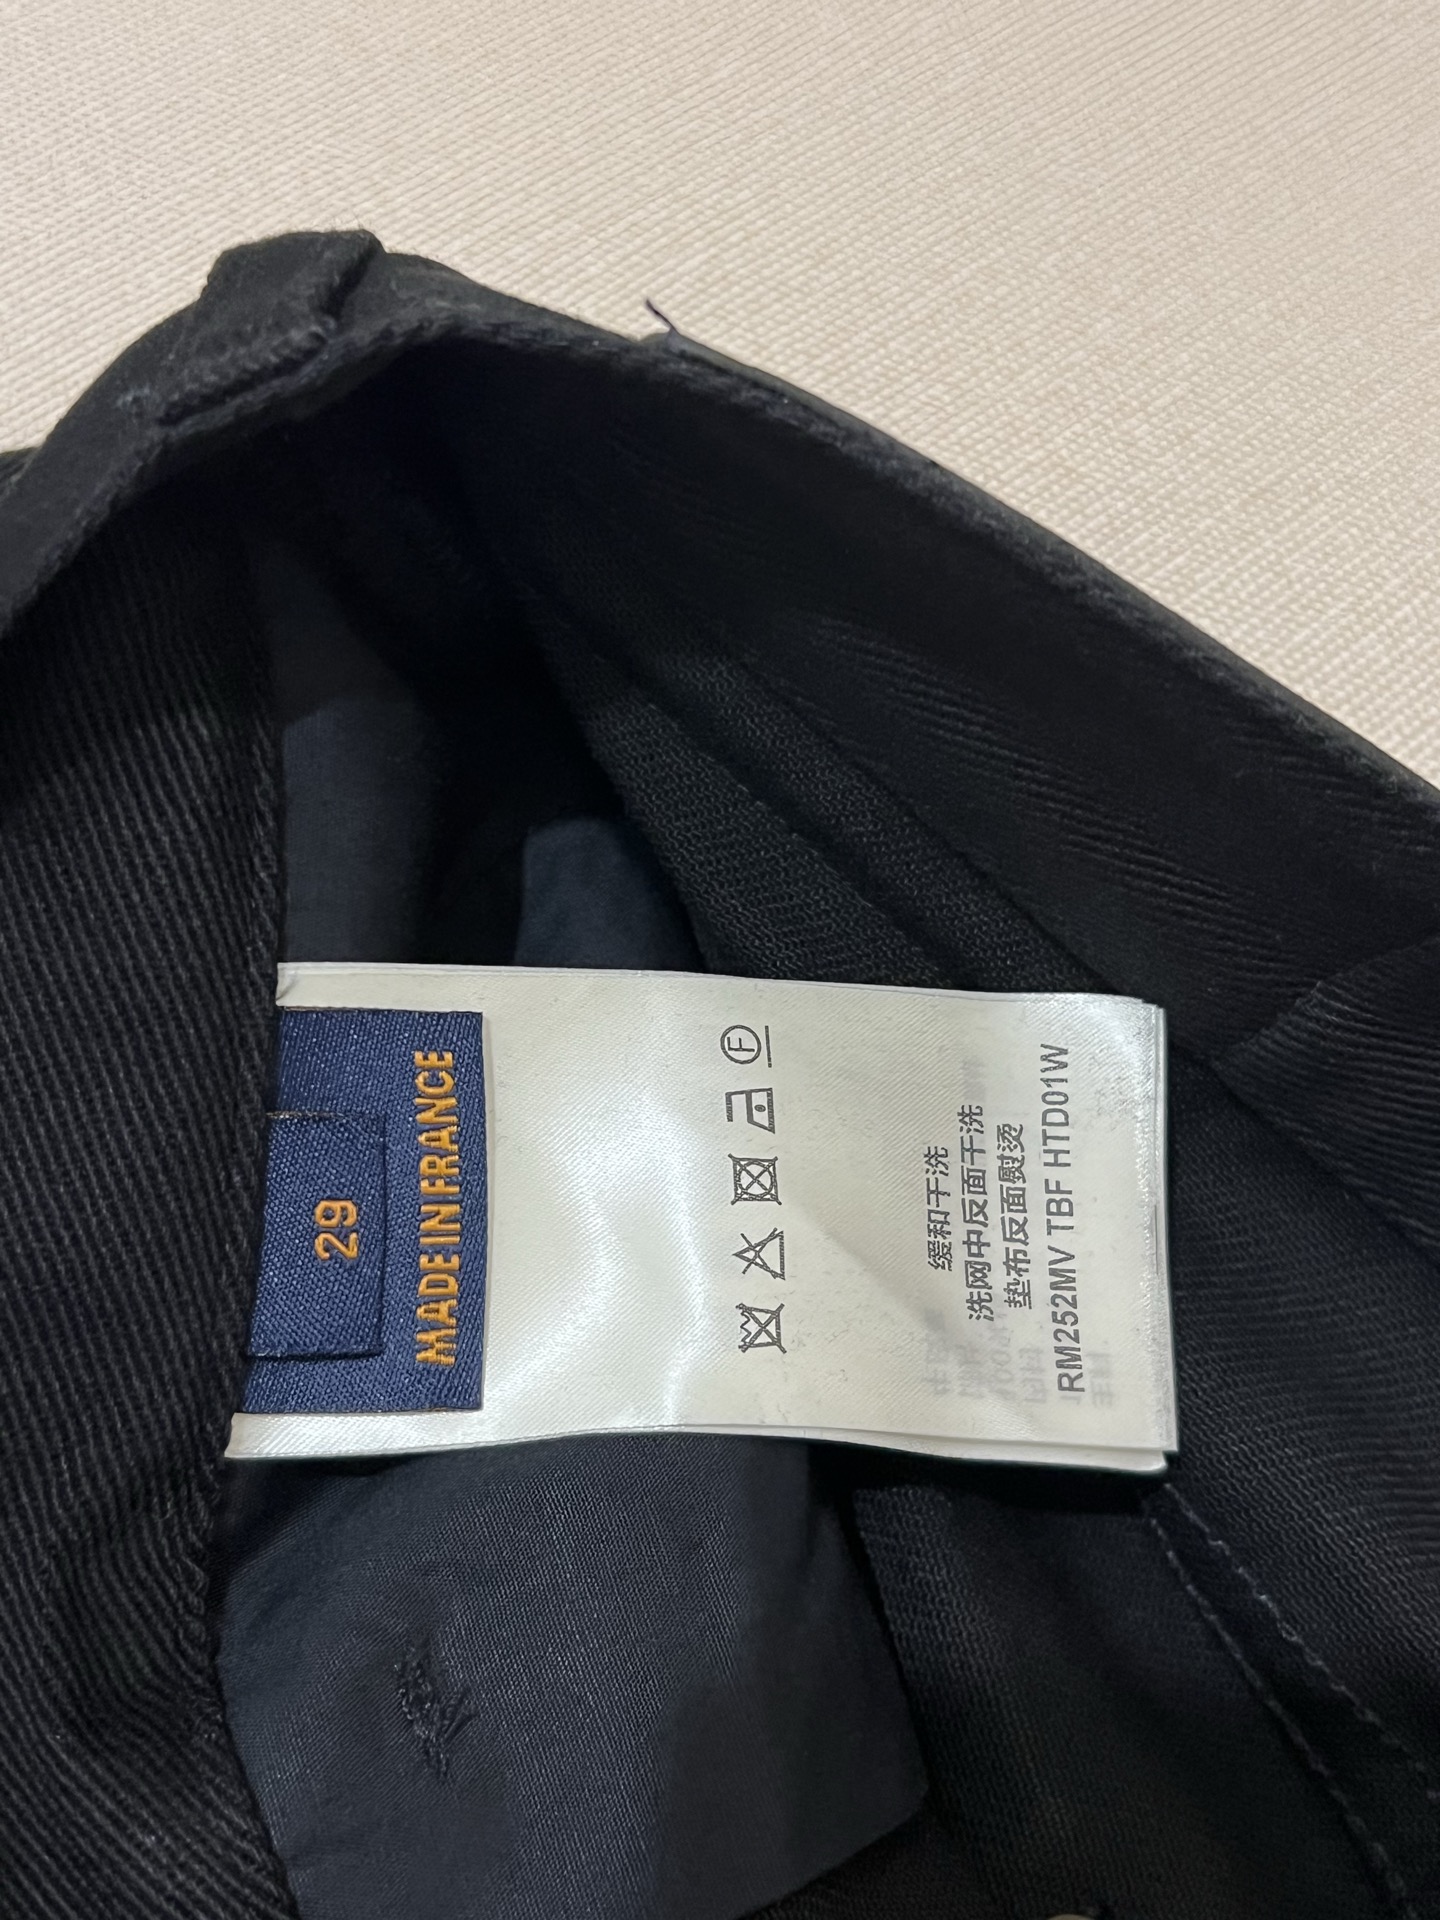 29
MADE IN FRANCE
F
缓和干洗
洗网中反面干洗
垫布反面熨烫
RM252MV TBF HTD01W